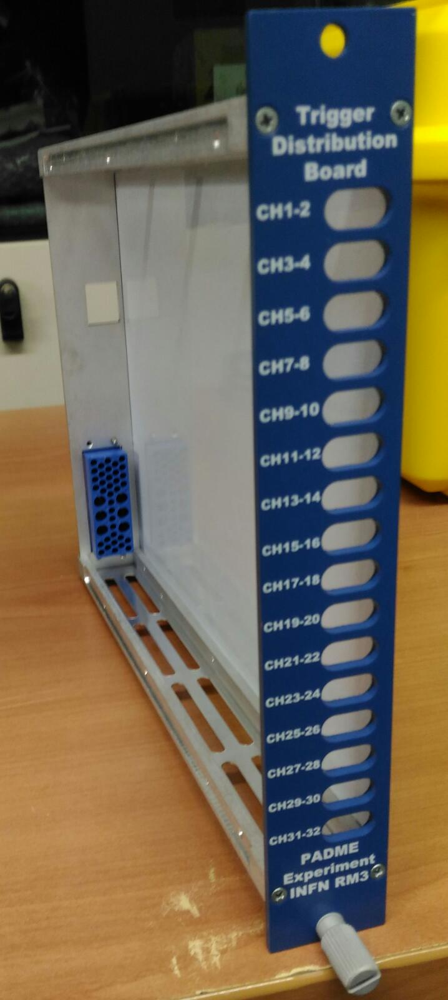 Trigger
Distribution
Board
CH1-2
CH3-4
CH5-6
CH7-8
CH9-10
CH11-12
CH13-14
CH15-16
CH17-18
CH19-20
CH21-22
CH23-24
CH25-26
CH27-28
CH29-30
CH31-32
PADME
Experiment
INFN RM3